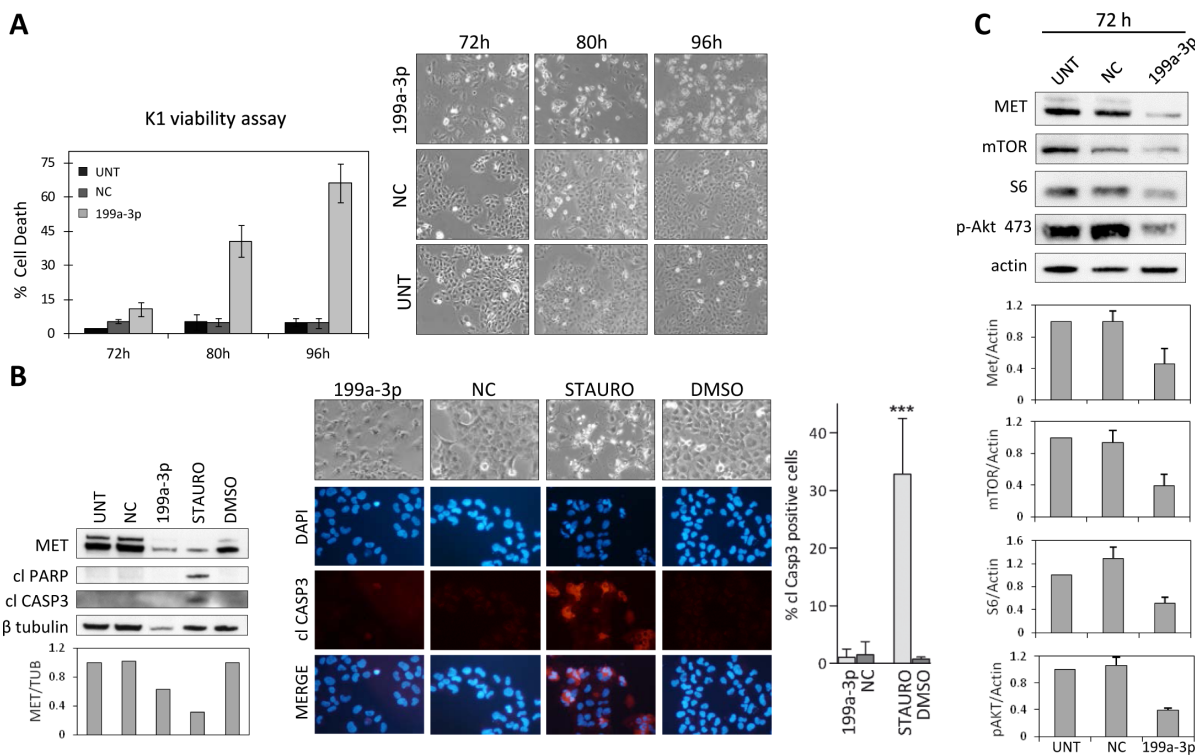 A
K1 viability assay
% Cell Death
75
60
45
30
15
0
UNT
NC
199a-3p
72h
80h
96h
72h
80h
96h
199a-3p
NC
UNT
B
UNT
NC
199a-3p
STAURO
DMSO
MET
cl PARP
cl CASP3
β tubulin
MET/TUB
1.2
0.8
0.4
0
199a-3p
NC
STAURO
DMSO
DAPI
cl CASP3
MERGE
% cl Casp3 positive cells
40
30
20
10
0
***
199a-3p
NC
STAURO
DMSO
C
72 h
UNT
NC
199a-3p
MET
mTOR
S6
p-Akt 473
actin
Met/Actin
1.2
0.8
0.4
0
mTOR/Actin
1.2
0.8
0.4
0
S6/Actin
1.6
1.2
0.8
0.4
0
pAKT/Actin
1.2
0.8
0.4
0
UNT
NC
199a-3p